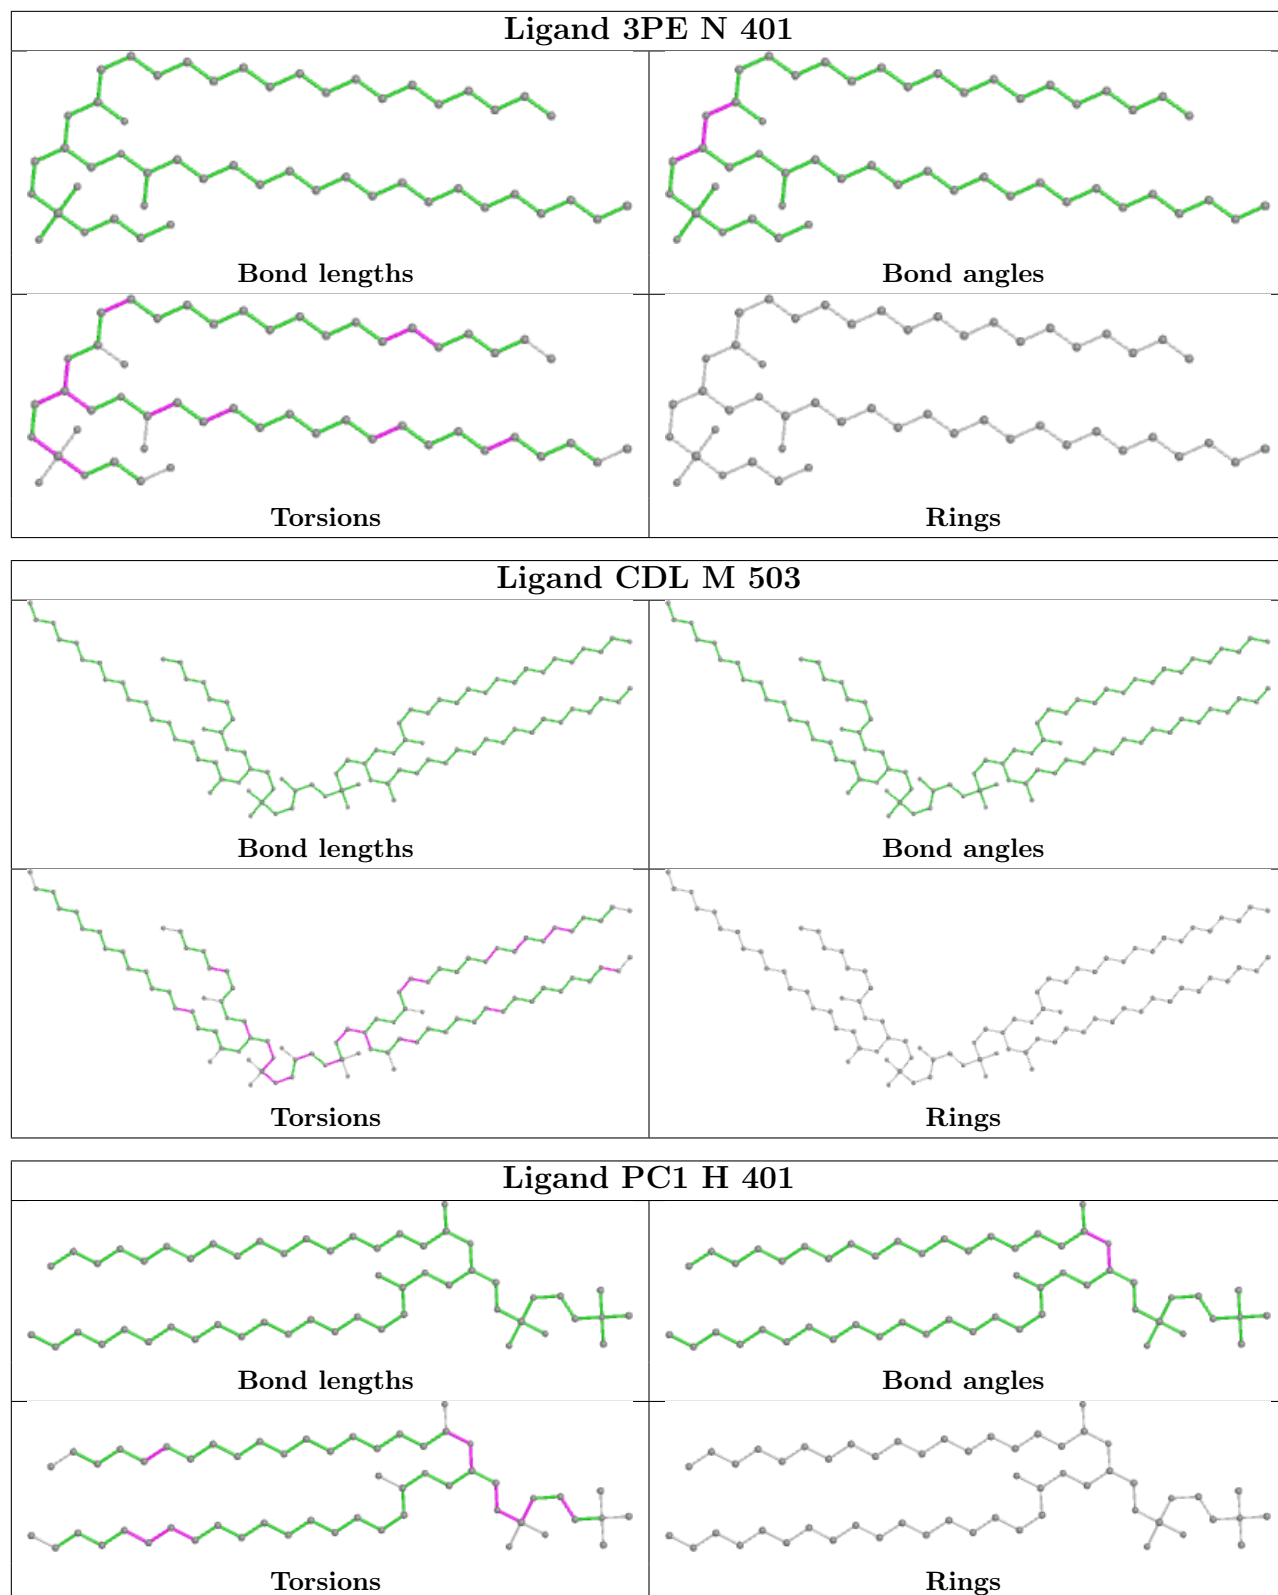 Ligand 3PE N 401
Bond lengths
Bond angles
Torsions
Rings
Ligand CDL M 503
Bond lengths
Bond angles
Torsions
Rings
Ligand PC1 H 401
Bond lengths
Bond angles
Torsions
Rings